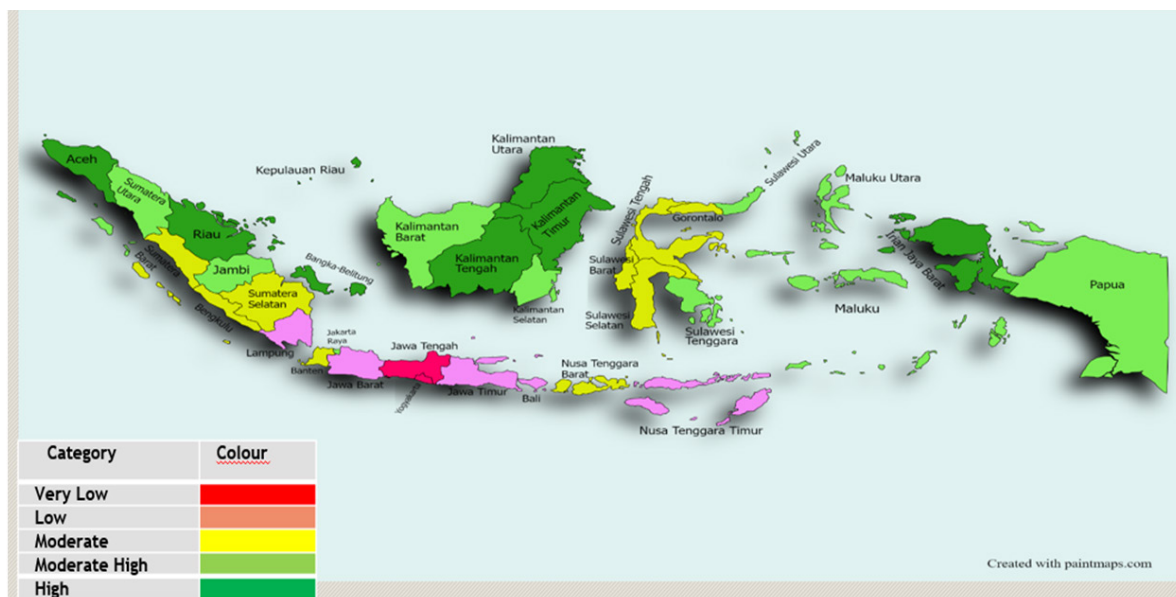 Kalimantan
Utara
Sulawesi Utara
Aceh
Kepulauan Riau
Sumatera
Utara
Maluku Utara
Sulawesi Tengah
Kalimantan
Barat
Kalimantan
Timur
Gorontalo
Riau
Irian Jaya Barat
Kalimantan
Tengah
Sulawesi
Barat
Sumatera
Barat
Jambi
Bangka-Belitung
Papua
Sumatera
Selatan
Kalimantan
Selatan
Sulawesi
Selatan
Sulawesi
Tenggara
Maluku
Bengkulu
Lampung
Jakarta
Raya
Jawa Tengah
Nusa Tenggara
Barat
Banten
Jawa Barat
Yogyakarta
Jawa Timur
Bali
Nusa Tenggara Timur
Category Colour
Very Low
Low
Moderate
Moderate High
High
Created with paintmaps.com